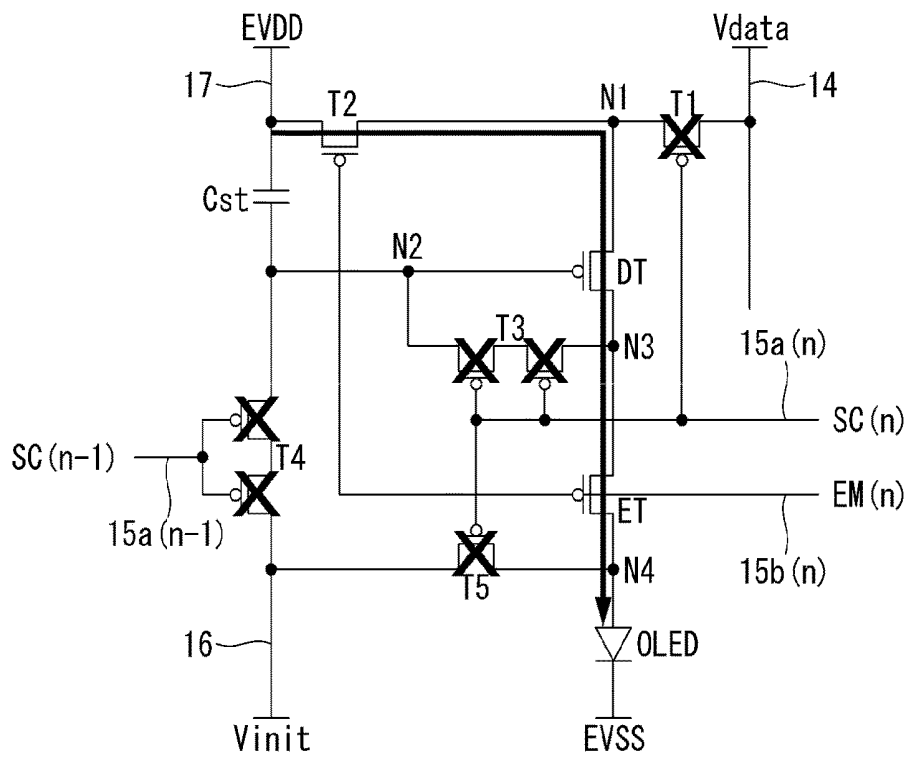 EVDD
Vdata
17
T2
N1
T1
14
Cst
N2
DT
T3
N3
15a(n)
SC(n)
SC(n-1)
T4
15a(n-1)
ET
EM(n)
T5
N4
15b(n)
16
OLED
Vinit
EVSS